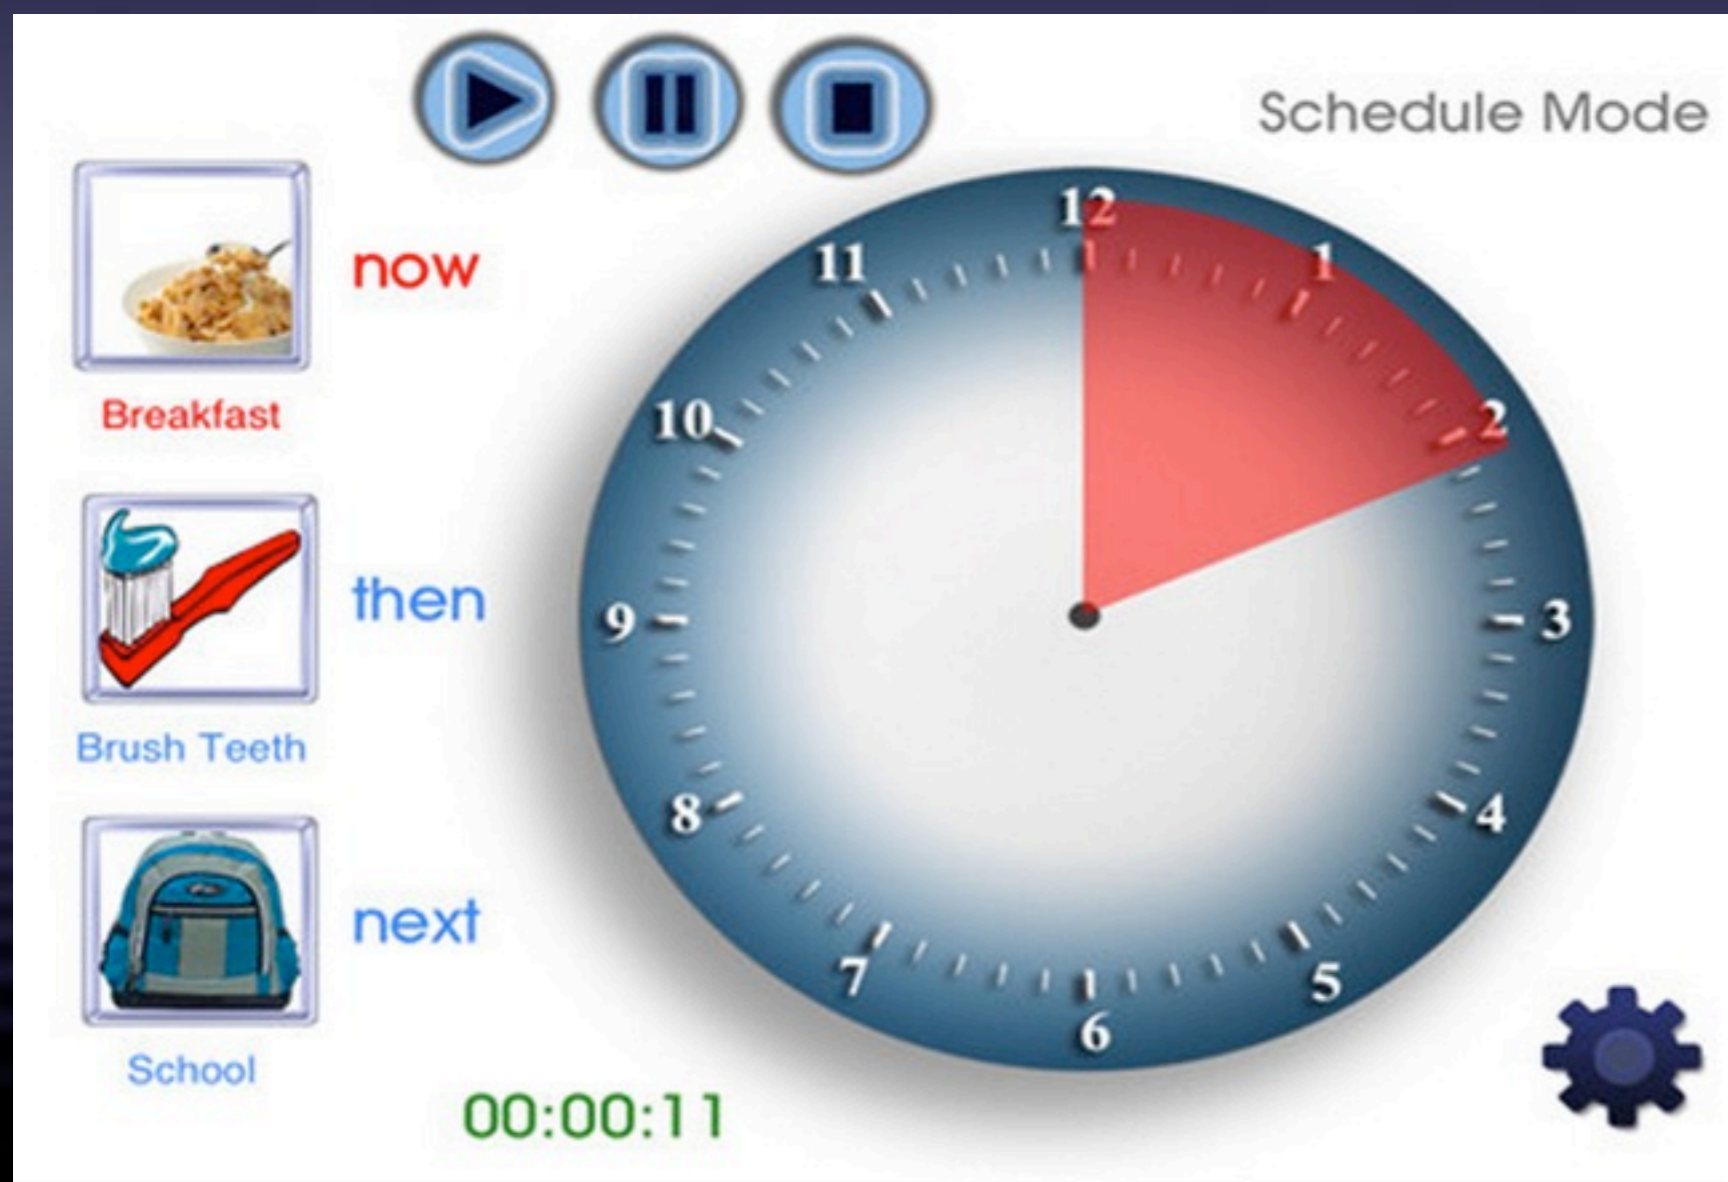 Schedule Mode
now
Breakfast
then
Brush Teeth
next
School
12
1
2
3
4
5
6
7
8
9
10
11
00:00:11